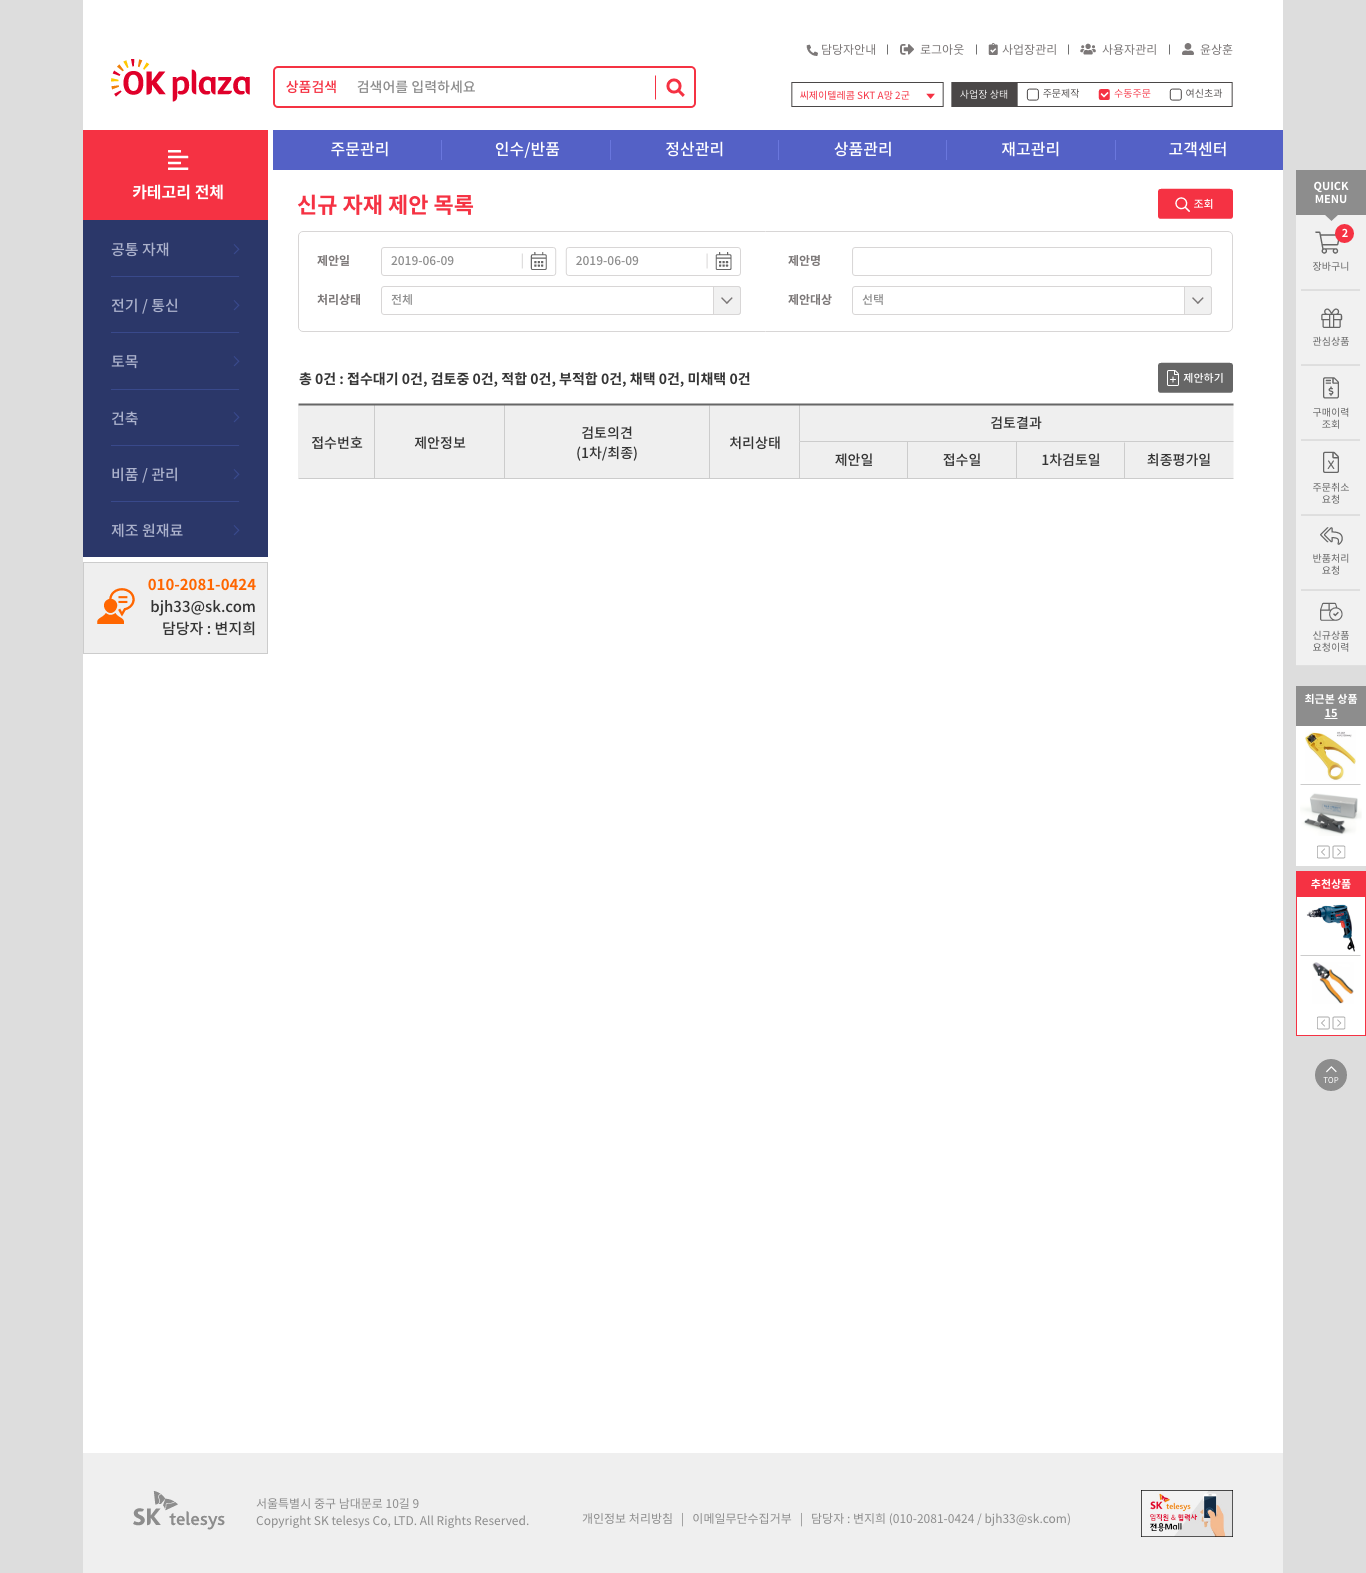 담당자안내 | 로그아웃 | 사업장관리 | 사용자관리 | 윤상훈
OK plaza
상품검색 검색어를 입력하세요
씨제이텔레콤 SKT A망 2군
사업장 상태 주문제작 수동주문 여신초과
카테고리 전체
주문관리 인수/반품 정산관리 상품관리 재고관리 고객센터
공통 자재
전기 / 통신
토목
건축
비품 / 관리
제조 원재료
010-2081-0424
bjh33@sk.com
담당자 : 변지희
신규 자재 제안 목록
조회
제안일 2019-06-09 2019-06-09 제안명
처리상태 전체 제안대상 선택
총 0건 : 접수대기 0건, 검토중 0건, 적합 0건, 부적합 0건, 채택 0건, 미채택 0건
제안하기
접수번호 제안정보 검토의견
(1차/최종)
처리상태 검토결과
제안일 접수일 1차검토일 최종평가일
QUICK
MENU
2
장바구니
관심상품
구매이력
조회
주문취소
요청
반품처리
요청
신규상품
요청이력
최근본 상품
15
추천상품
TOP
SK telesys
서울특별시 중구 남대문로 10길 9
Copyright SK telesys Co, LTD. All Rights Reserved.
개인정보 처리방침 | 이메일무단수집거부 | 담당자 : 변지희 (010-2081-0424 / bjh33@sk.com)
SK telesys
임직원 & 협력사
전용Mall